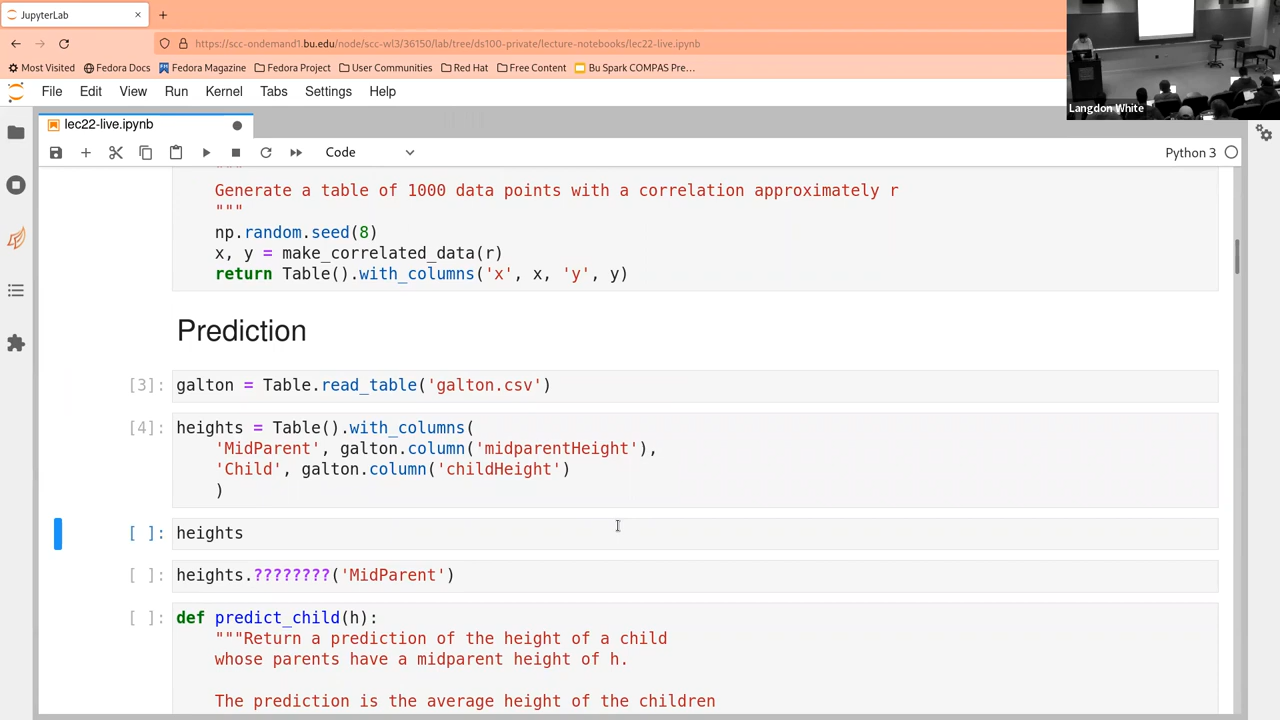 JupyterLab
https://scc-ondemand1.bu.edu/node/scc-wl3/36150/lab/tree/ds100-private/lecture-notebooks/lec22-live.ipynb
Most Visited Fedora Docs Fedora Magazine Fedora Project User Communities Red Hat Free Content Bu Spark COMPAS Pre…
Langdon White
File Edit View Run Kernel Tabs Settings Help
lec22-live.ipynb
Code Python 3
Generate a table of 1000 data points with a correlation approximately r
"""
np.random.seed(8)
x, y = make_correlated_data(r)
return Table().with_columns('x', x, 'y', y)
Prediction
[3]: galton = Table.read_table('galton.csv')
[4]: heights = Table().with_columns(
'MidParent', galton.column('midparentHeight'),
'Child', galton.column('childHeight')
)
[ ]: heights
[ ]: heights.????????('MidParent')
[ ]: def predict_child(h):
"""Return a prediction of the height of a child
whose parents have a midparent height of h.
The prediction is the average height of the children